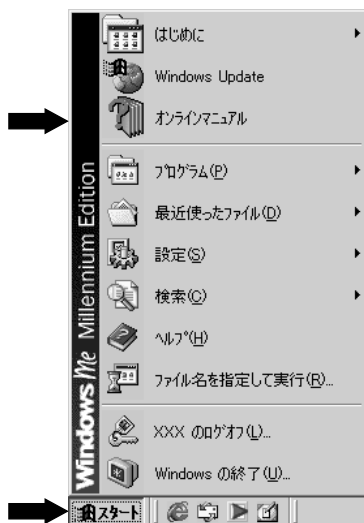 はじめに
Windows Update
オンラインマニュアル
プログラム(P)
最近使ったファイル(D)
設定(S)
検索(C)
ヘルプ(H)
ファイル名を指定して実行(R)...
XXX のログオフ(L)...
Windows の終了(U)...
Windows Me Millennium Edition
スタート